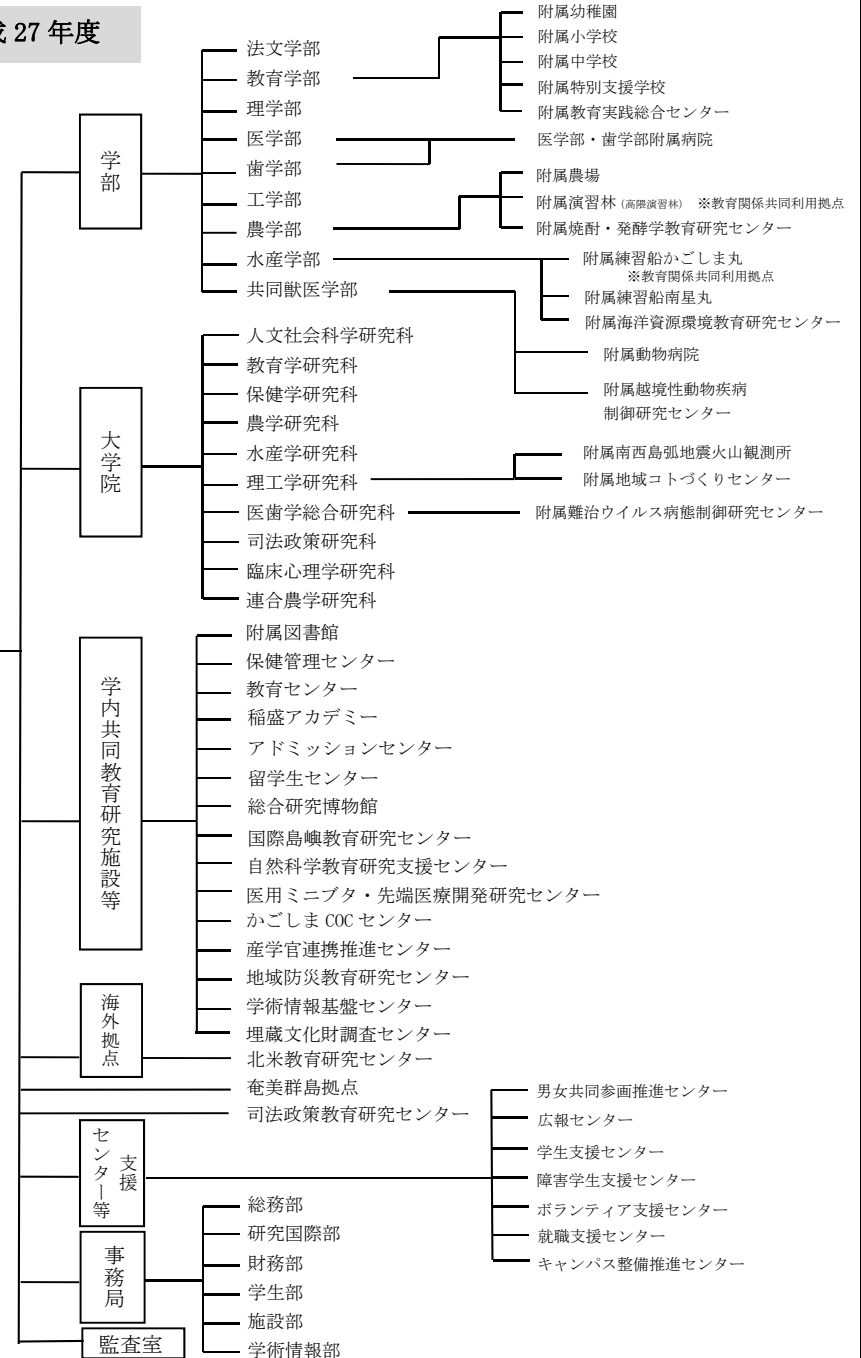 成 27 年度
学部
法文学部
教育学部
附属幼稚園
附属小学校
附属中学校
附属特別支援学校
附属教育実践総合センター
理学部
医学部
歯学部
医学部・歯学部附属病院
工学部
農学部
附属農場
附属演習林（高隈演習林） ※教育関係共同利用拠点
附属焼酎・発酵学教育研究センター
水産学部
附属練習船かごしま丸
※教育関係共同利用拠点
附属練習船南星丸
附属海洋資源環境教育研究センター
共同獣医学部
附属動物病院
附属越境性動物疾病
制御研究センター
大学院
人文社会科学研究科
教育学研究科
保健学研究科
農学研究科
水産学研究科
理工学研究科
附属南西島弧地震火山観測所
附属地域コトづくりセンター
医歯学総合研究科
附属難治ウイルス病態制御研究センター
司法政策研究科
臨床心理学研究科
連合農学研究科
学内共同教育研究施設等
附属図書館
保健管理センター
教育センター
稲盛アカデミー
アドミッションセンター
留学生センター
総合研究博物館
国際島嶼教育研究センター
自然科学教育研究支援センター
医用ミニブタ・先端医療開発研究センター
かごしま COC センター
産学官連携推進センター
地域防災教育研究センター
学術情報基盤センター
埋蔵文化財調査センター
海外拠点
北米教育研究センター
奄美群島拠点
司法政策教育研究センター
支援
センター等
男女共同参画推進センター
広報センター
学生支援センター
障害学生支援センター
ボランティア支援センター
就職支援センター
キャンパス整備推進センター
事務局
総務部
研究国際部
財務部
学生部
施設部
学術情報部
監査室